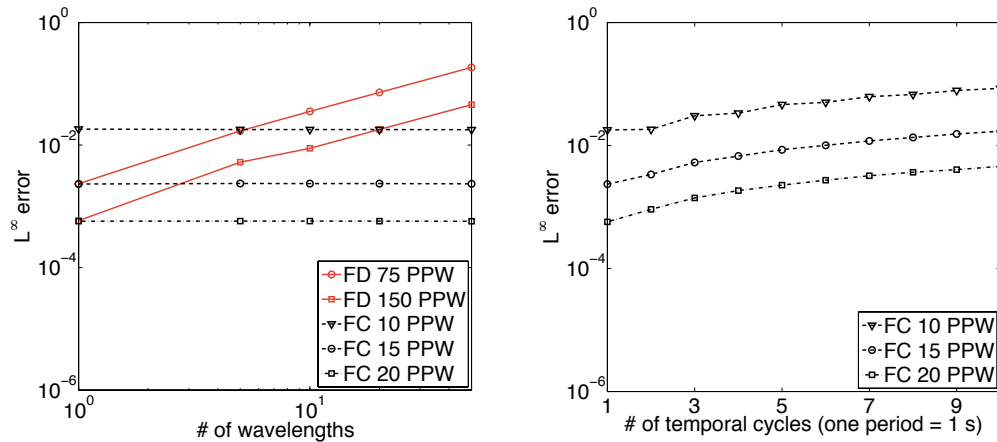 10^0
10^-2
10^-4
10^-6
L^∞ error
FD 75 PPW
FD 150 PPW
FC 10 PPW
FC 15 PPW
FC 20 PPW
10^0
10^1
# of wavelengths
10^0
10^-2
10^-4
10^-6
L^∞ error
FC 10 PPW
FC 15 PPW
FC 20 PPW
1 3 5 7 9
# of temporal cycles (one period = 1 s)